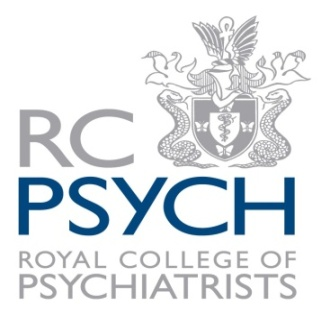 RC
PSYCH
ROYAL COLLEGE OF
PSYCHIATRISTS